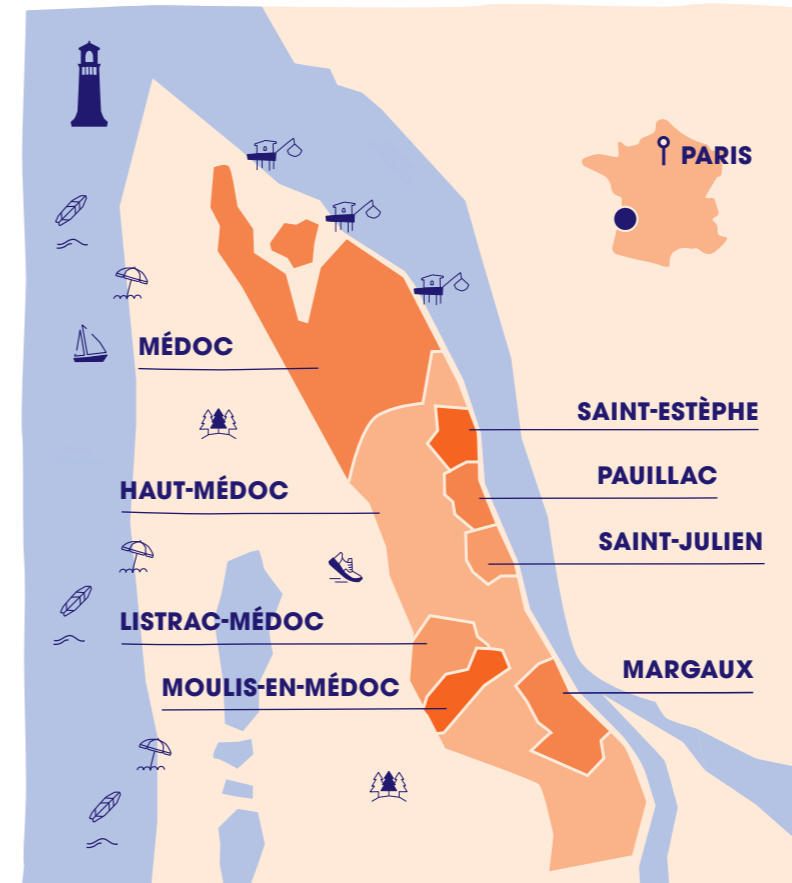 PARIS
MÉDOC
SAINT-ESTÈPHE
PAUILLAC
HAUT-MÉDOC
SAINT-JULIEN
LISTRAC-MÉDOC
MARGAUX
MOULIS-EN-MÉDOC